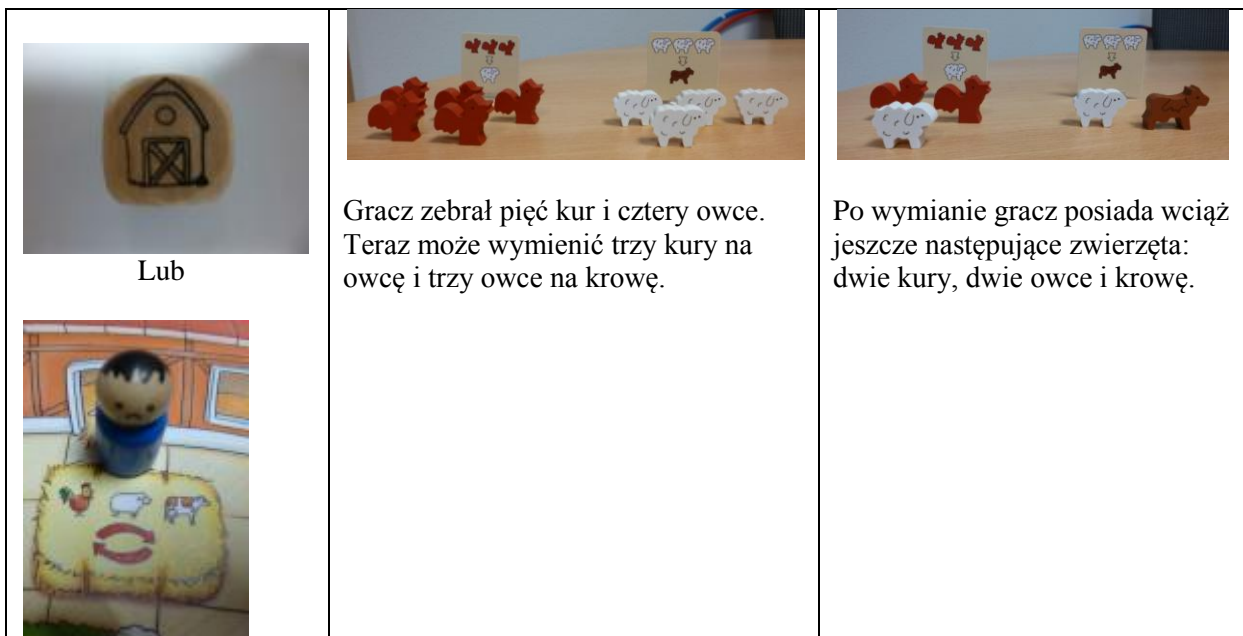 Lub
Gracz zebrał pięć kur i cztery owce.
Teraz może wymienić trzy kury na
owcę i trzy owce na krowę.
Po wymianie gracz posiada wciąż
jeszcze następujące zwierzęta:
dwie kury, dwie owce i krowę.